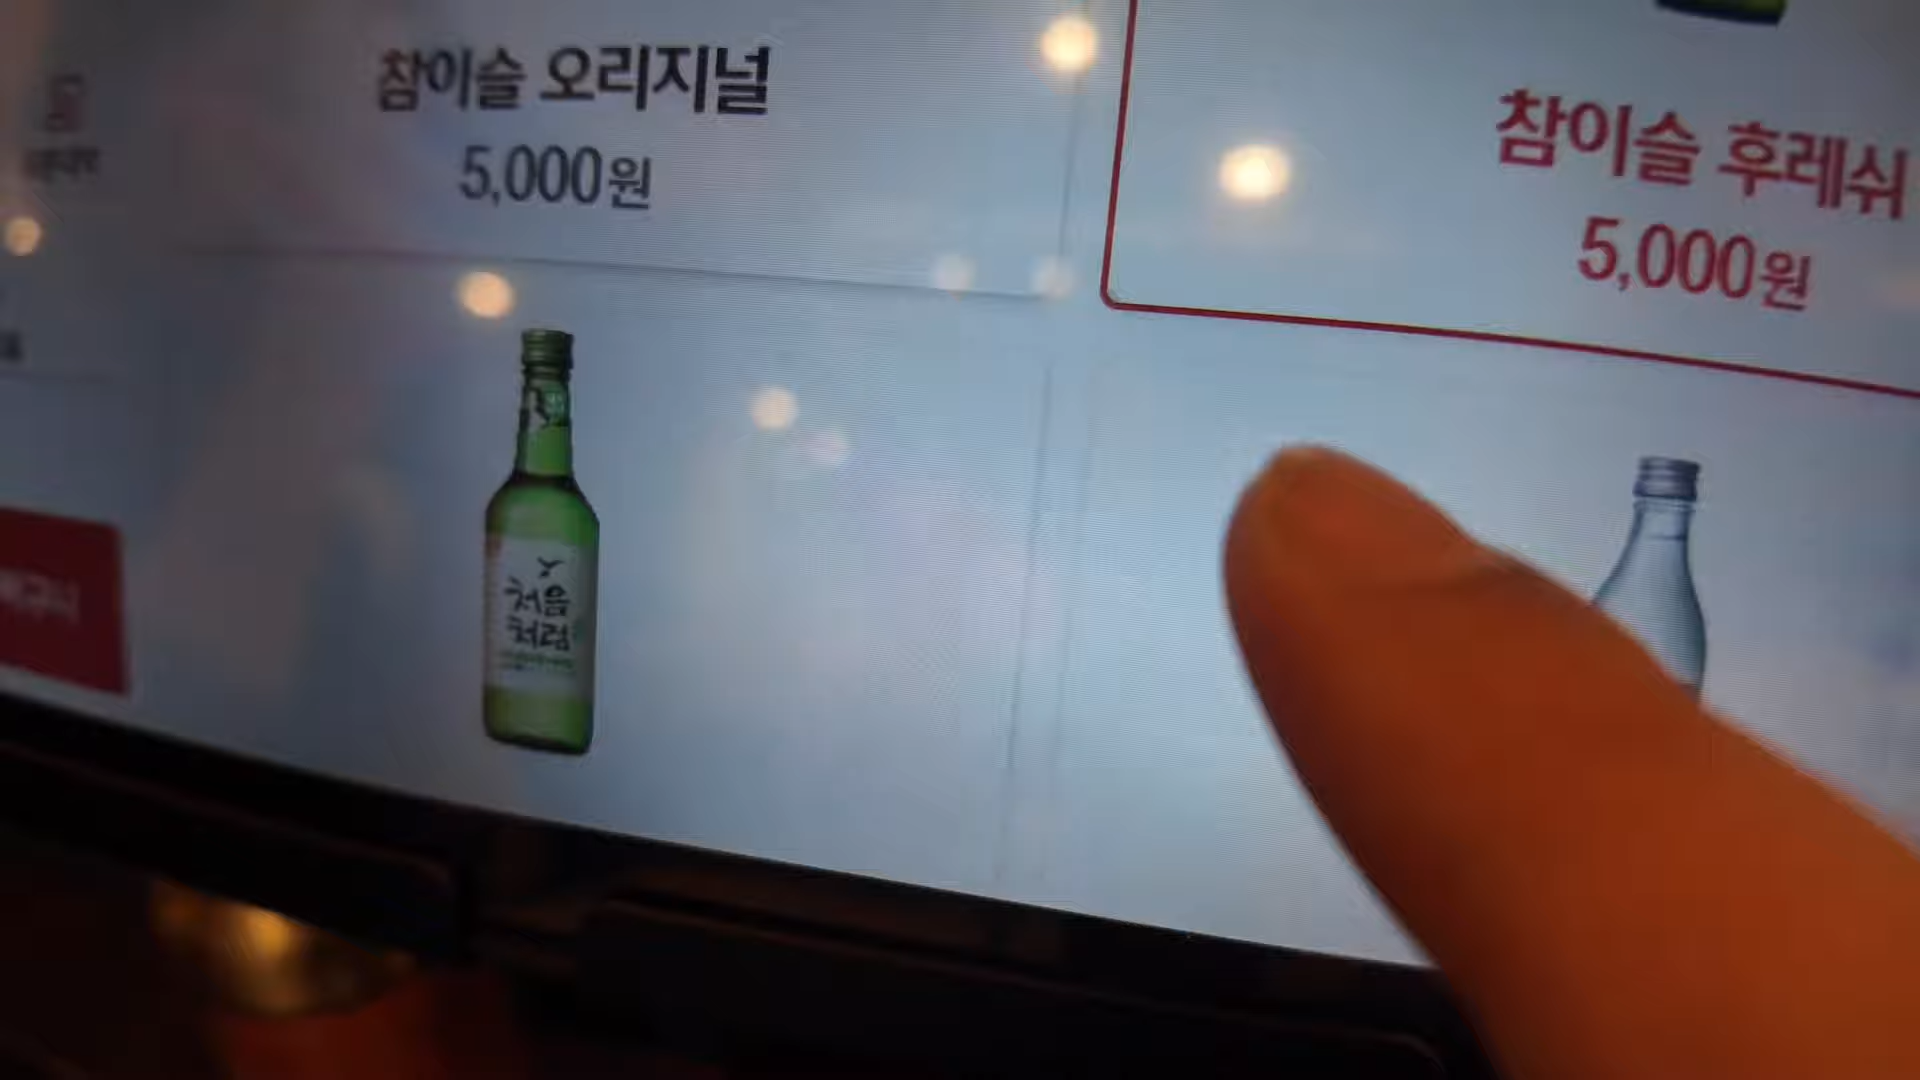 참이슬 오리지널
5,000원
참이슬 후레쉬
5,000원
처음
처럼